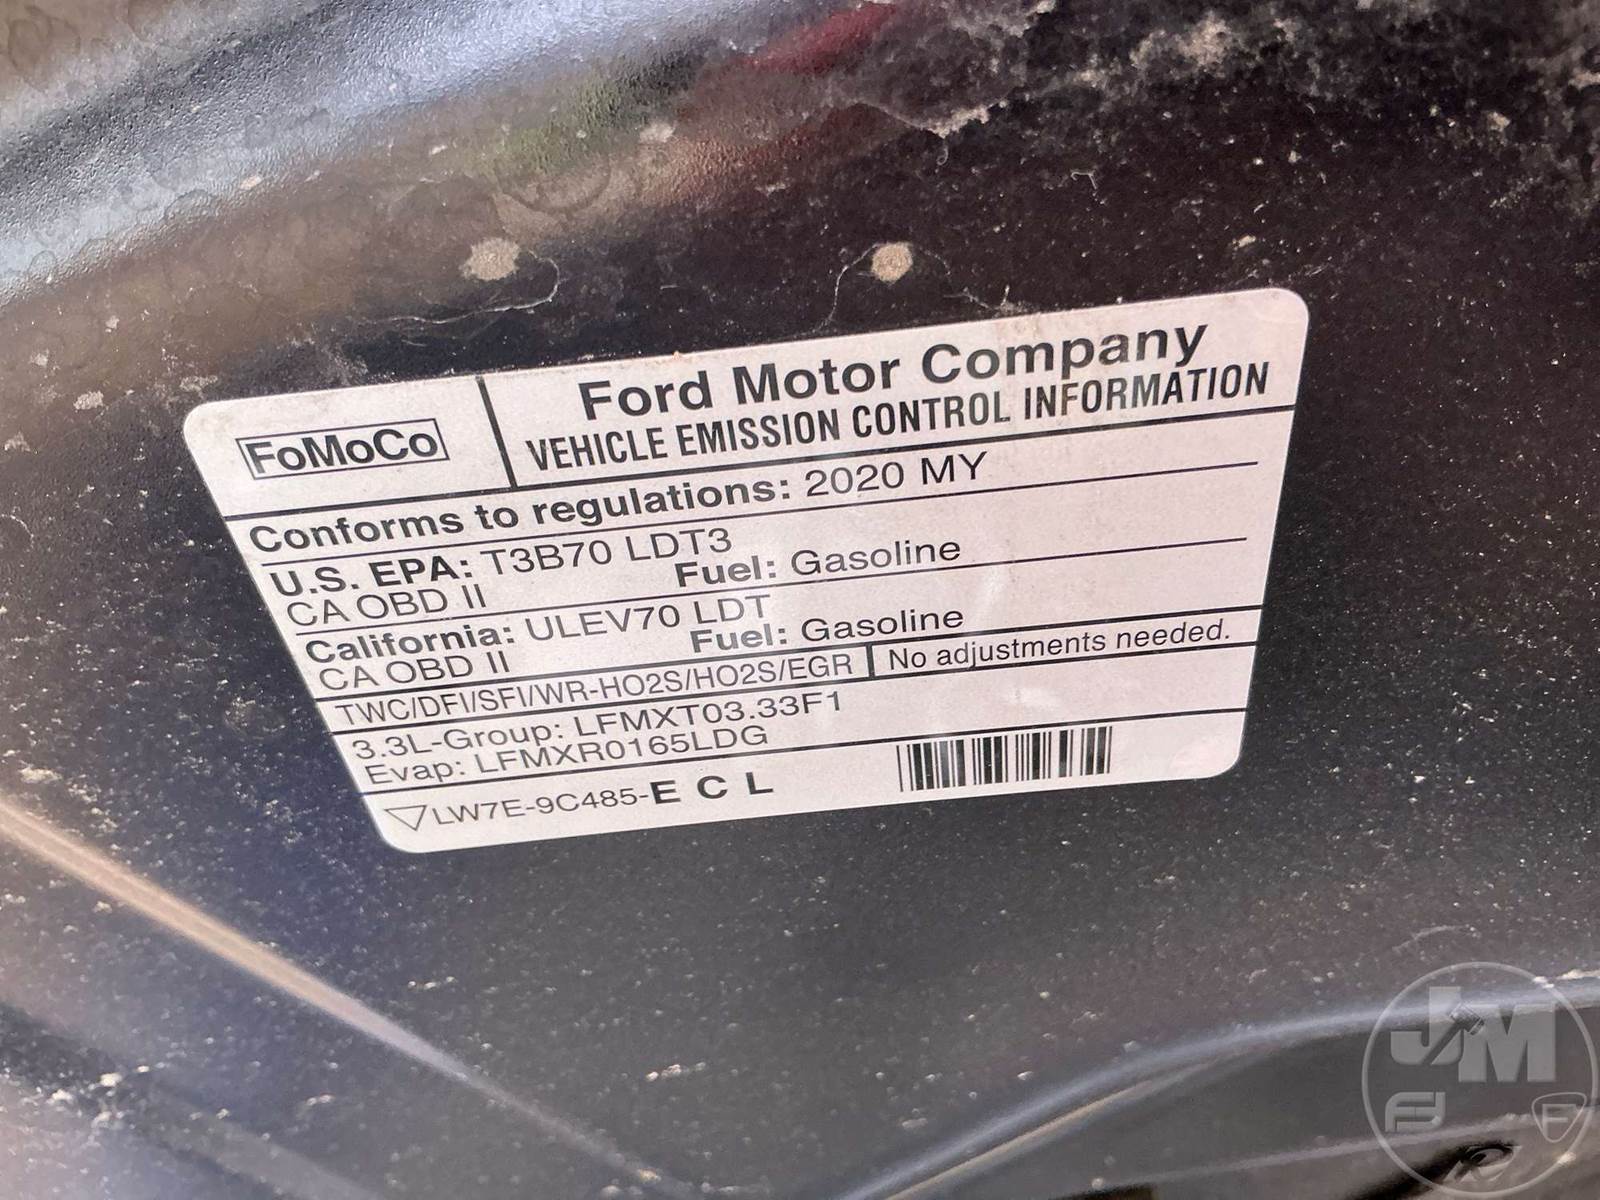 FoMoCo
Ford Motor Company
VEHICLE EMISSION CONTROL INFORMATION
Conforms to regulations: 2020 MY
U.S. EPA: T3B70 LDT3
CA OBD II Fuel: Gasoline
California: ULEV70 LDT
CA OBD II Fuel: Gasoline
TWC/DFI/SFI/WR-HO2S/HO2S/EGR No adjustments needed.
3.3L-Group: LFMXT03.33F1
Evap: LFMXR0165LDG
LW7E-9C485-E C L
JM